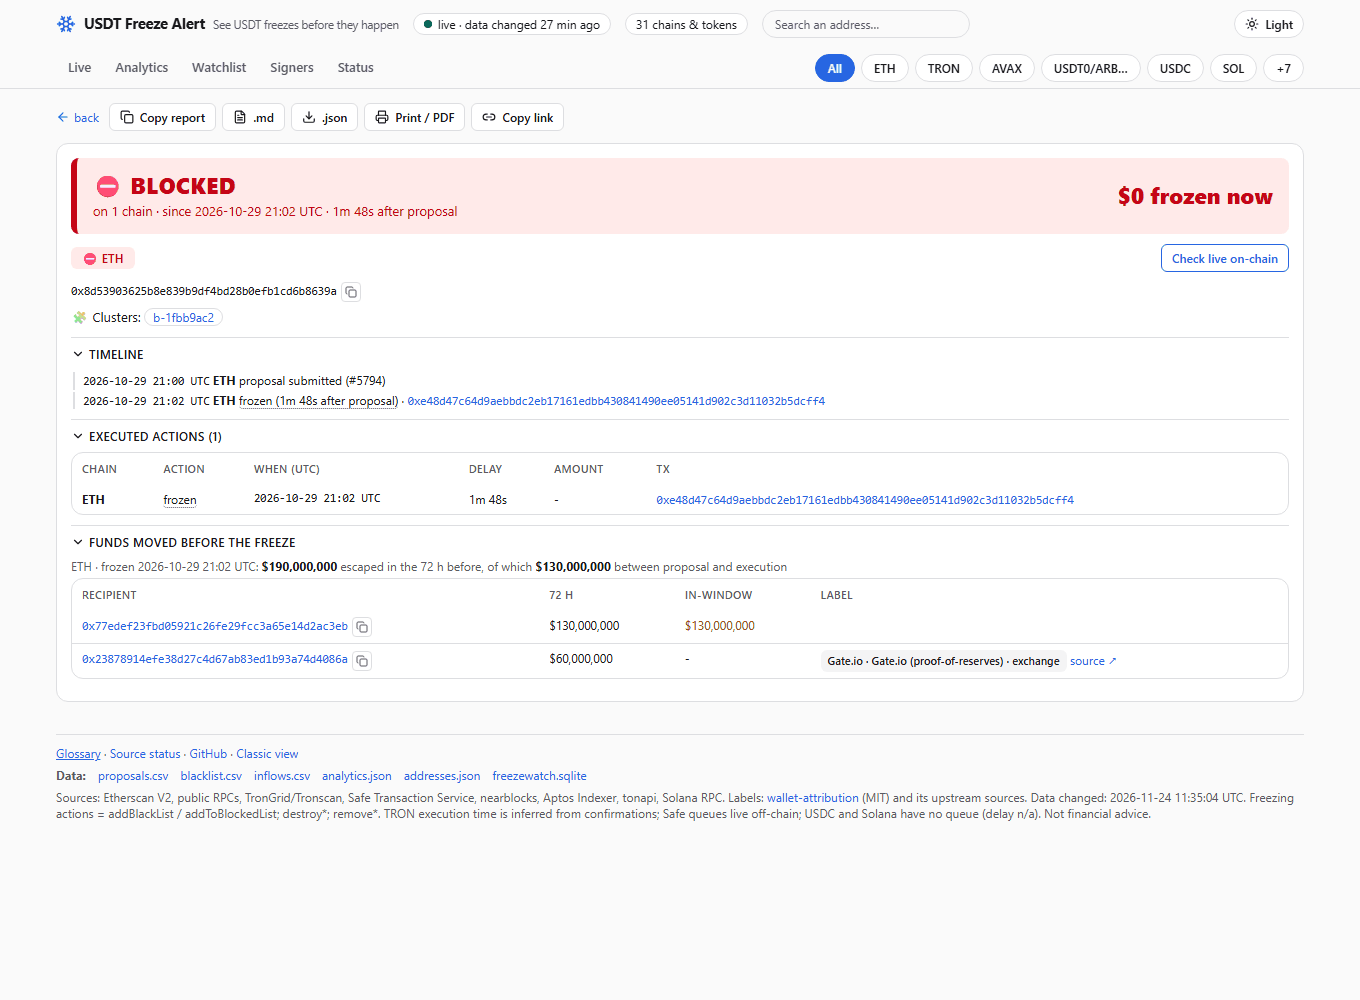 USDT Freeze Alert See USDT freezes before they happen live · data changed 27 min ago 31 chains & tokens Search an address... Light
Live Analytics Watchlist Signers Status All ETH TRON AVAX USDT0/ARB... USDC SOL +7
← back Copy report .md .json Print / PDF Copy link
BLOCKED
on 1 chain · since 2026-10-29 21:02 UTC · 1m 48s after proposal
$0 frozen now
ETH Check live on-chain
0x8d53903625b8e839b9df4bd28b0efb1cd6b8639a
Clusters: b-1fbb9ac2
TIMELINE
2026-10-29 21:00 UTC ETH proposal submitted (#5794)
2026-10-29 21:02 UTC ETH frozen (1m 48s after proposal) · 0xe48d47c64d9aebbdc2eb17161edbb430841490ee05141d902c3d11032b5dcff4
EXECUTED ACTIONS (1)
CHAIN ACTION WHEN (UTC) DELAY AMOUNT TX
ETH frozen 2026-10-29 21:02 UTC 1m 48s - 0xe48d47c64d9aebbdc2eb17161edbb430841490ee05141d902c3d11032b5dcff4
FUNDS MOVED BEFORE THE FREEZE
ETH · frozen 2026-10-29 21:02 UTC: $190,000,000 escaped in the 72 h before, of which $130,000,000 between proposal and execution
RECIPIENT 72 H IN-WINDOW LABEL
0x77edef23fbd05921c26fe29fcc3a65e14d2ac3eb $130,000,000 $130,000,000
0x23878914efe38d27c4d67ab83ed1b93a74d4086a $60,000,000 - Gate.io · Gate.io (proof-of-reserves) · exchange source ↗
Glossary · Source status · GitHub · Classic view
Data: proposals.csv blacklist.csv inflows.csv analytics.json addresses.json freezewatch.sqlite
Sources: Etherscan V2, public RPCs, TronGrid/Tronscan, Safe Transaction Service, nearblocks, Aptos Indexer, tonapi, Solana RPC. Labels: wallet-attribution (MIT) and its upstream sources. Data changed: 2026-11-24 11:35:04 UTC. Freezing
actions = addBlackList / addToBlockedList; destroy*; remove*. TRON execution time is inferred from confirmations; Safe queues live off-chain; USDC and Solana have no queue (delay n/a). Not financial advice.